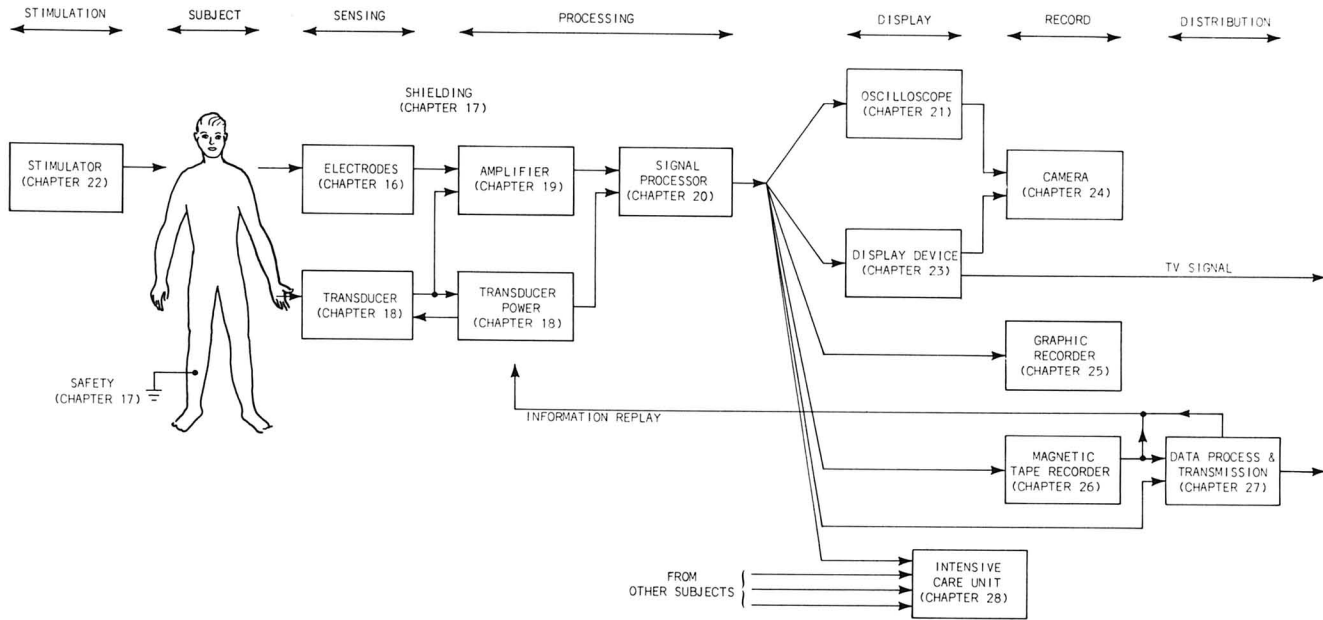 STIMULATION
SUBJECT
SENSING
PROCESSING
DISPLAY
RECORD
DISTRIBUTION
SHIELDING
(CHAPTER 17)
STIMULATOR
(CHAPTER 22)
ELECTRODES
(CHAPTER 16)
AMPLIFIER
(CHAPTER 19)
SIGNAL
PROCESSOR
(CHAPTER 20)
OSCILLOSCOPE
(CHAPTER 21)
CAMERA
(CHAPTER 24)
DISPLAY DEVICE
(CHAPTER 23)
TV SIGNAL
TRANSDUCER
(CHAPTER 18)
TRANSDUCER
POWER
(CHAPTER 18)
GRAPHIC
RECORDER
(CHAPTER 25)
SAFETY
(CHAPTER 17)
INFORMATION REPLAY
MAGNETIC
TAPE RECORDER
(CHAPTER 26)
DATA PROCESS &
TRANSMISSION
(CHAPTER 27)
FROM
OTHER SUBJECTS
INTENSIVE
CARE UNIT
(CHAPTER 28)